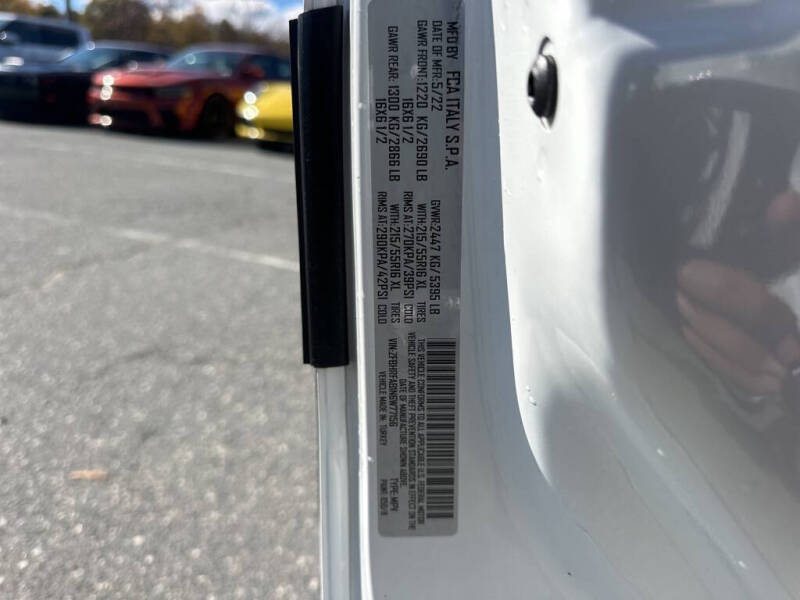 MFD BY FCA ITALY S.P.A.
DATE OF MFR: 5/22 GVWR: 2447 KG/5395 LB
GAWR FRONT: 1220 KG/2690 LB WITH: 215/55R16 XL TIRES
16X6 1/2 RIMS AT: 270KPA/39PSI COLD
GAWR REAR: 1300 KG/2866 LB WITH: 215/55R16 XL TIRES
16X6 1/2 RIMS AT: 290KPA/42PSI COLD
THIS VEHICLE CONFORMS TO ALL APPLICABLE U.S. FEDERAL MOTOR
VEHICLE SAFETY AND THEFT PREVENTION STANDARDS IN EFFECT ON THE
DATE OF MANUFACTURE SHOWN ABOVE.
VIN: TYPE: MPV
VEHICLE MADE IN: TURKEY